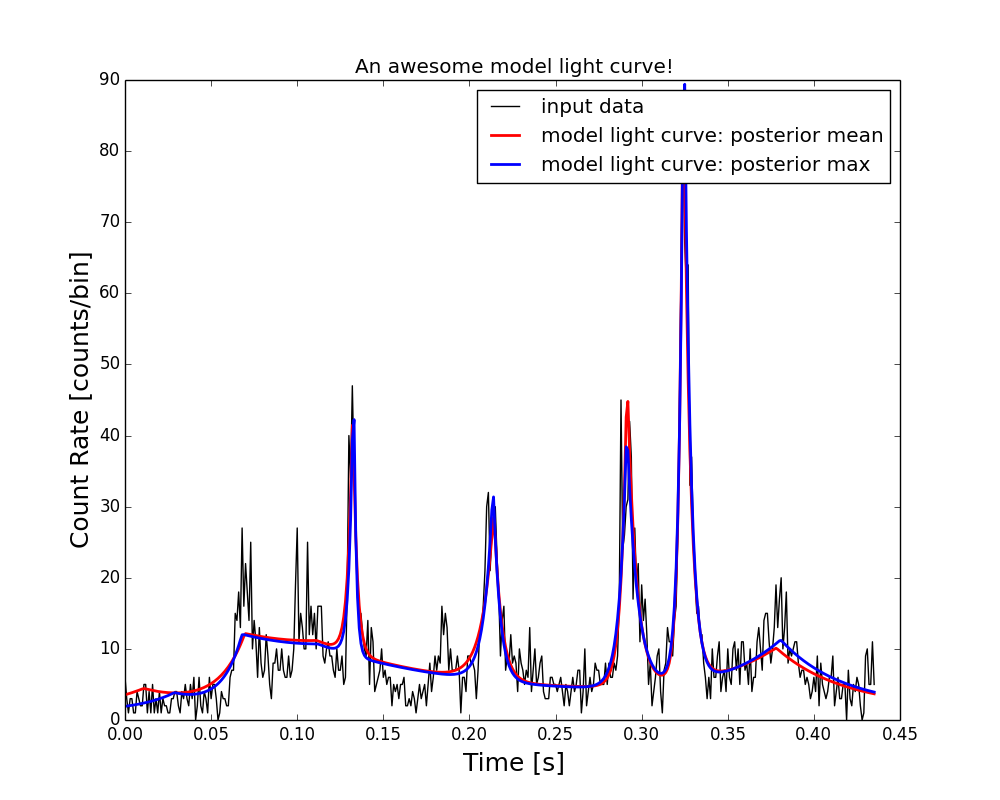 An awesome model light curve!
90
80
70
60
50
40
30
20
10
0
Count Rate [counts/bin]
input data
model light curve: posterior mean
model light curve: posterior max
0.00 0.05 0.10 0.15 0.20 0.25 0.30 0.35 0.40 0.45
Time [s]